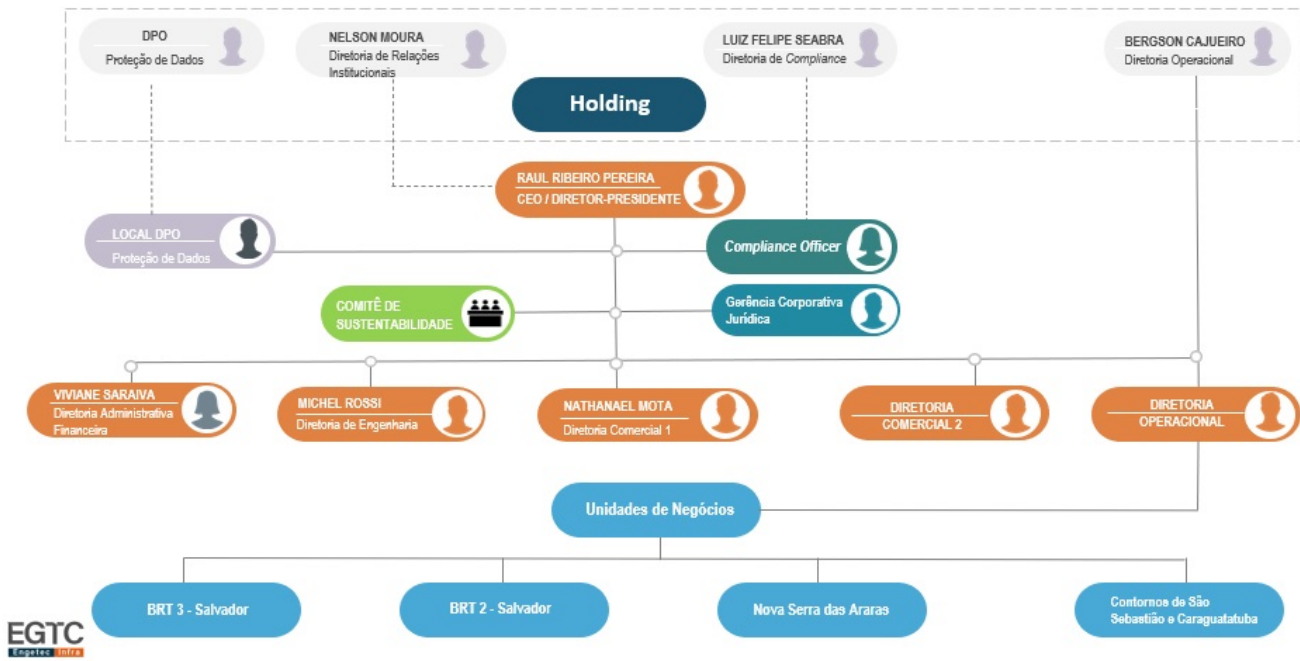 DPO
Proteção de Dados
NELSON MOURA
Diretoria de Relações
Institucionais
LUIZ FELIPE SEABRA
Diretoria de Compliance
BERGSON CAJUEIRO
Diretoria Operacional
Holding
RAUL RIBEIRO PEREIRA
CEO / DIRETOR-PRESIDENTE
LOCAL DPO
Proteção de Dados
Compliance Officer
COMITÊ DE
SUSTENTABILIDADE
Gerência Corporativa
Jurídica
VIVIANE SARAIVA
Diretoria Administrativa
Financeira
MICHEL ROSSI
Diretoria de Engenharia
NATHANAEL MOTA
Diretoria Comercial 1
DIRETORIA
COMERCIAL 2
DIRETORIA
OPERACIONAL
Unidades de Negócios
BRT 3 - Salvador
BRT 2 - Salvador
Nova Serra das Araras
Contornos de São
Sebastião e Caraguatatuba
EGTC
Engetec Infra